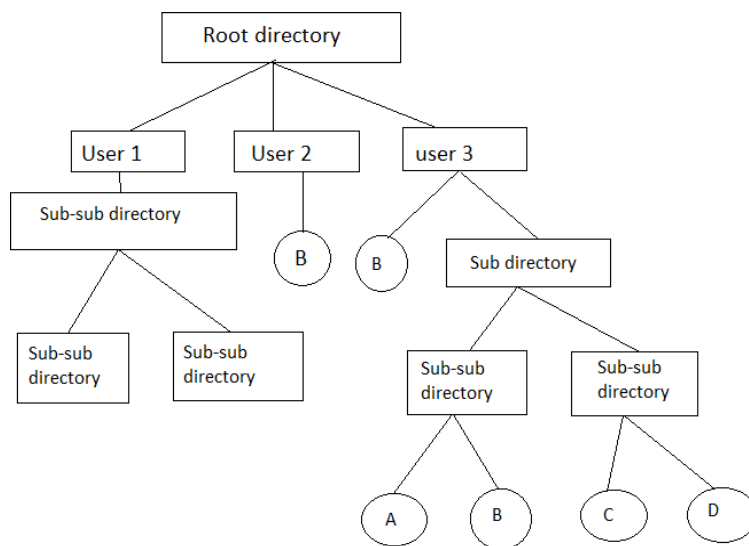 Root directory
User 1
User 2
user 3
Sub-sub directory
B
B
Sub directory
Sub-sub
directory
Sub-sub
directory
Sub-sub
directory
Sub-sub
directory
A
B
C
D